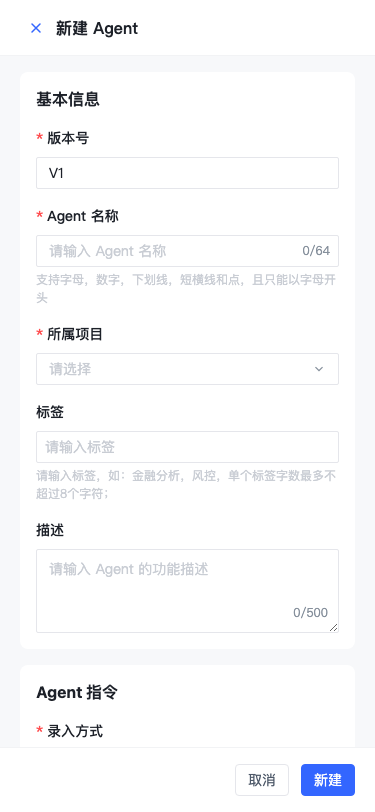 新建 Agent
基本信息
* 版本号
V1
* Agent 名称
请输入 Agent 名称 0/64
支持字母，数字，下划线，短横线和点，且只能以字母开
头
* 所属项目
请选择
标签
请输入标签
请输入标签，如：金融分析，风控，单个标签字数最多不
超过8个字符；
描述
请输入 Agent 的功能描述
0/500
Agent 指令
* 录入方式
取消 新建